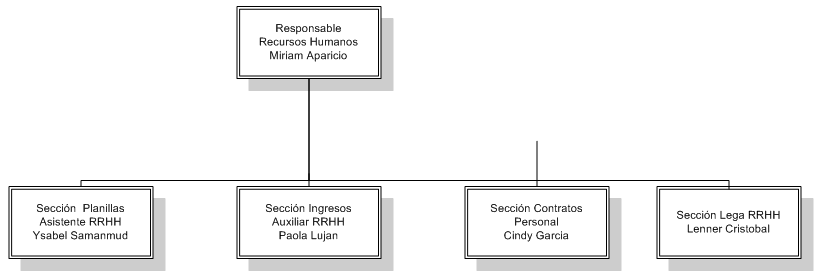 Responsable
Recursos Humanos
Miriam Aparicio
Sección Planillas
Asistente RRHH
Ysabel Samanmud
Sección Ingresos
Auxiliar RRHH
Paola Lujan
Sección Contratos
Personal
Cindy Garcia
Sección Lega RRHH
Lenner Cristobal